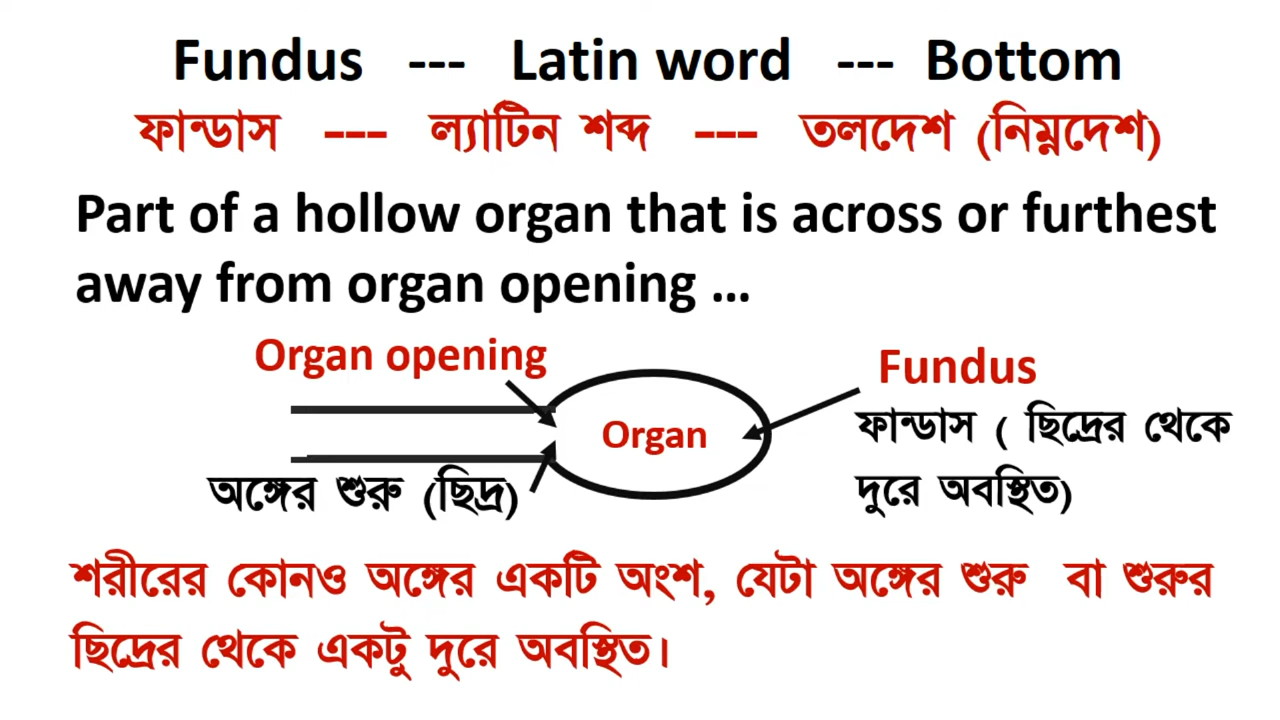 Fundus --- Latin word --- Bottom
ফান্ডাস --- ল্যাটিন শব্দ --- তলদেশ (নিম্নদেশ)
Part of a hollow organ that is across or furthest
away from organ opening ...
Organ opening
Fundus
Organ
ফান্ডাস ( ছিদ্রের থেকে
দুরে অবস্থিত)
অঙ্গের শুরু (ছিদ্র)
শরীরের কোনও অঙ্গের একটি অংশ, যেটা অঙ্গের শুরু বা শুরুর
ছিদ্রের থেকে একটু দুরে অবস্থিত।